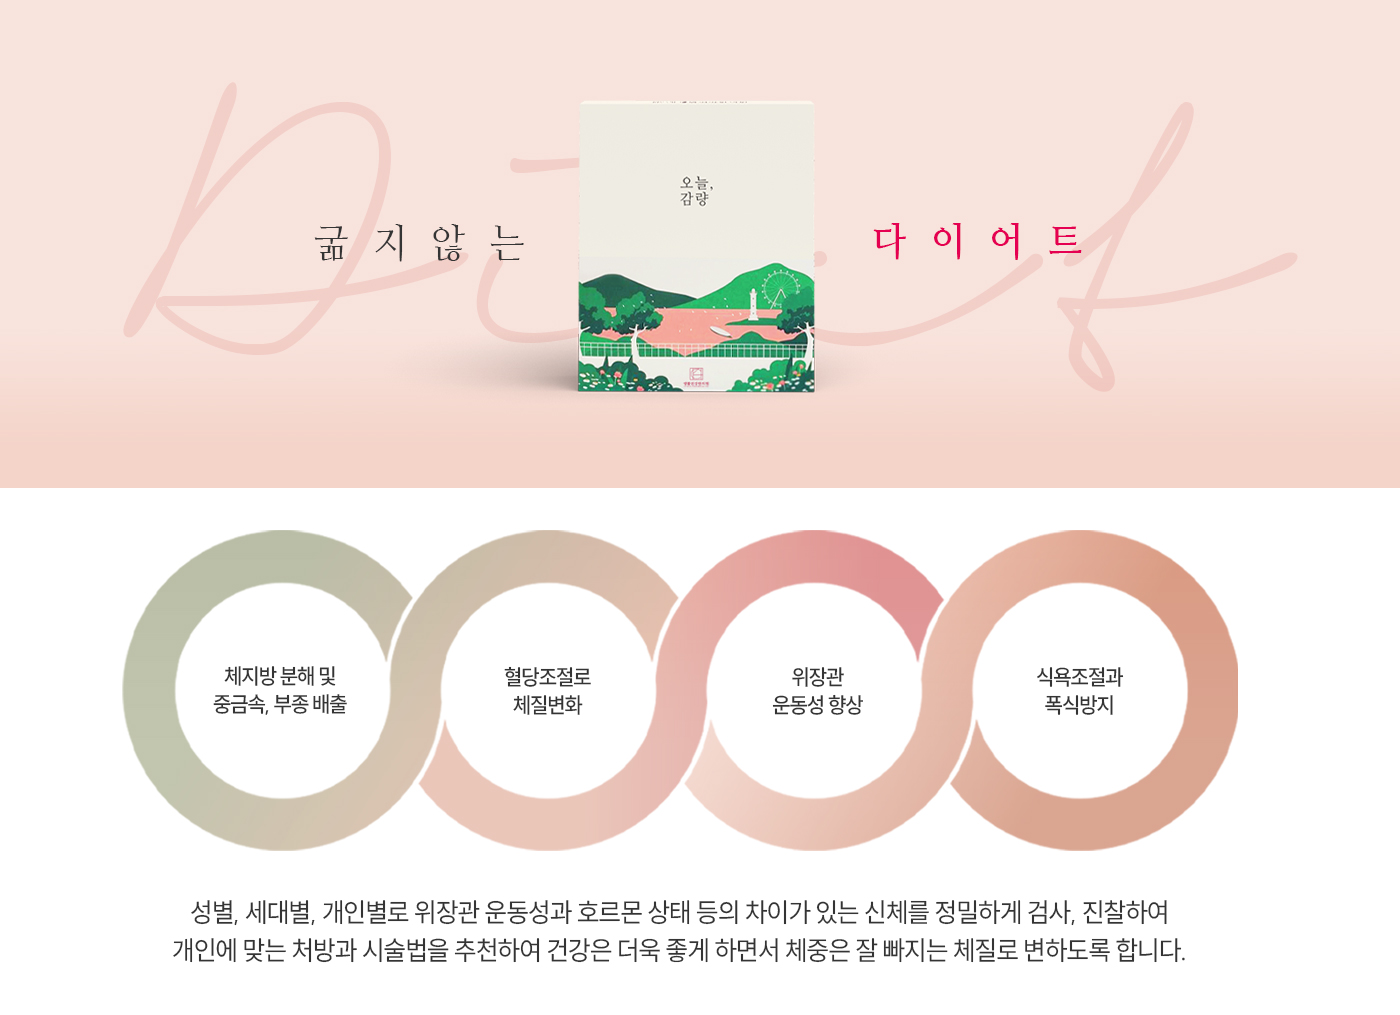 굶지않는
오늘,
감량
다이어트
체지방 분해 및
중금속, 부종 배출
혈당조절로
체질변화
위장관
운동성 향상
식욕조절과
폭식방지
성별, 세대별, 개인별로 위장관 운동성과 호르몬 상태 등의 차이가 있는 신체를 정밀하게 검사, 진찰하여
개인에 맞는 처방과 시술법을 추천하여 건강은 더욱 좋게 하면서 체중은 잘 빠지는 체질로 변하도록 합니다.